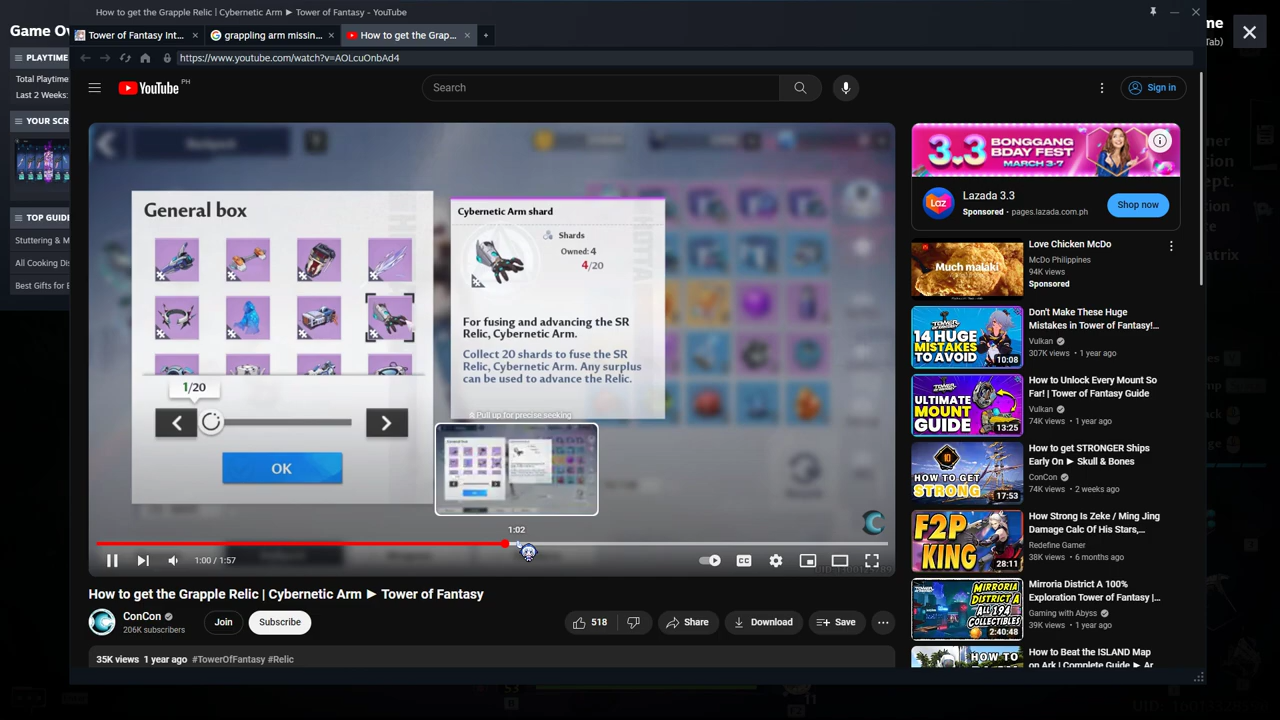 How to get the Grapple Relic | Cybernetic Arm ► Tower of Fantasy - YouTube
Game Ov
me
Tab)
Tower of Fantasy Int...
grappling arm missin...
How to get the Grap...
https://www.youtube.com/watch?v=AOLcuOnbAd4
PLAYTIME
Total Playtime
Last 2 Weeks:
YOUR SCR
TOP GUIDE
Stuttering & M
All Cooking Dis
Best Gifts for E
YouTube PH
Search
Sign in
General box
1/20
OK
Cybernetic Arm shard
Shards
Owned: 4
4/20
For fusing and advancing the SR
Relic, Cybernetic Arm.
Collect 20 shards to fuse the SR
Relic, Cybernetic Arm. Any surplus
can be used to advance the Relic.
Pull up for precise seeking
1:02
1:00 / 1:57
CC
How to get the Grapple Relic | Cybernetic Arm ► Tower of Fantasy
ConCon
206K subscribers
Join
Subscribe
518
Share
Download
Save
35K views 1 year ago #TowerOfFantasy #Relic
3.3 BONGGANG
BDAY FEST
MARCH 3-7
Laz
Lazada 3.3
Sponsored · pages.lazada.com.ph
Shop now
Much malaki
Love Chicken McDo
McDo Philippines
94K views
Sponsored
14 HUGE
MISTAKES
TO AVOID
10:08
Don't Make These Huge
Mistakes in Tower of Fantasy!...
Vulkan
307K views · 1 year ago
ULTIMATE
MOUNT
GUIDE
13:25
How to Unlock Every Mount So
Far! | Tower of Fantasy Guide
Vulkan
74K views · 1 year ago
HOW TO GET
STRONG
17:53
How to get STRONGER Ships
Early On ► Skull & Bones
ConCon
74K views · 2 weeks ago
F2P
KING
28:11
How Strong Is Zeke / Ming Jing
Damage Calc Of His Stars,...
Redefine Gamer
38K views · 6 months ago
MIRRORIA
DISTRICT A
ALL 194
COLLECTIBLES
2:40:48
Mirroria District A 100%
Exploration Tower of Fantasy |...
Gaming with Abyss
39K views · 1 year ago
HOW TO
How to Beat the ISLAND Map
on Ark | Complete Guide ► Ar